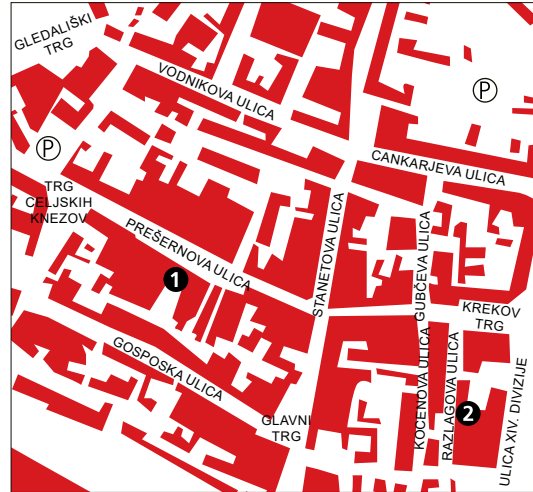 GLEDALIŠKI
TRG
VODNIKOVA ULICA
P
P
CANKARJEVA ULICA
TRG
CELJSKIH
KNEZOV
PREŠERNOVA ULICA
STANETOVA ULICA
GUBČEVA ULICA
1
KREKOV
TRG
GOSPOSKA ULICA
KOCENOVA ULICA
RAZLAGOVA ULICA
ULICA XIV. DIVIZIJE
2
GLAVNI
TRG